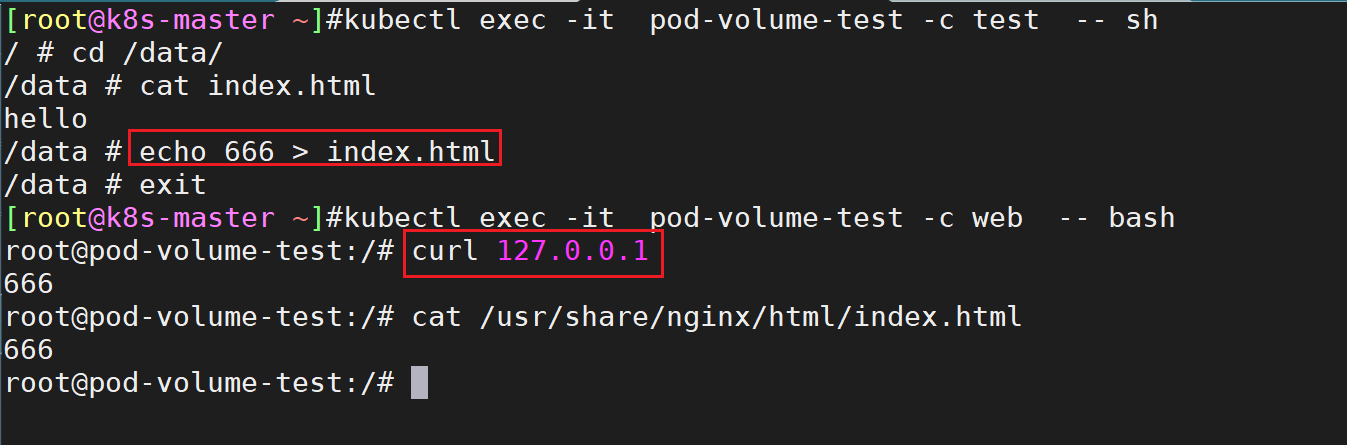 [root@k8s-master ~]#kubectl exec -it  pod-volume-test -c test  -- sh
/ # cd /data/
/data # cat index.html
hello
/data # echo 666 > index.html
/data # exit
[root@k8s-master ~]#kubectl exec -it  pod-volume-test -c web  -- bash
root@pod-volume-test:/# curl 127.0.0.1
666
root@pod-volume-test:/# cat /usr/share/nginx/html/index.html
666
root@pod-volume-test:/#